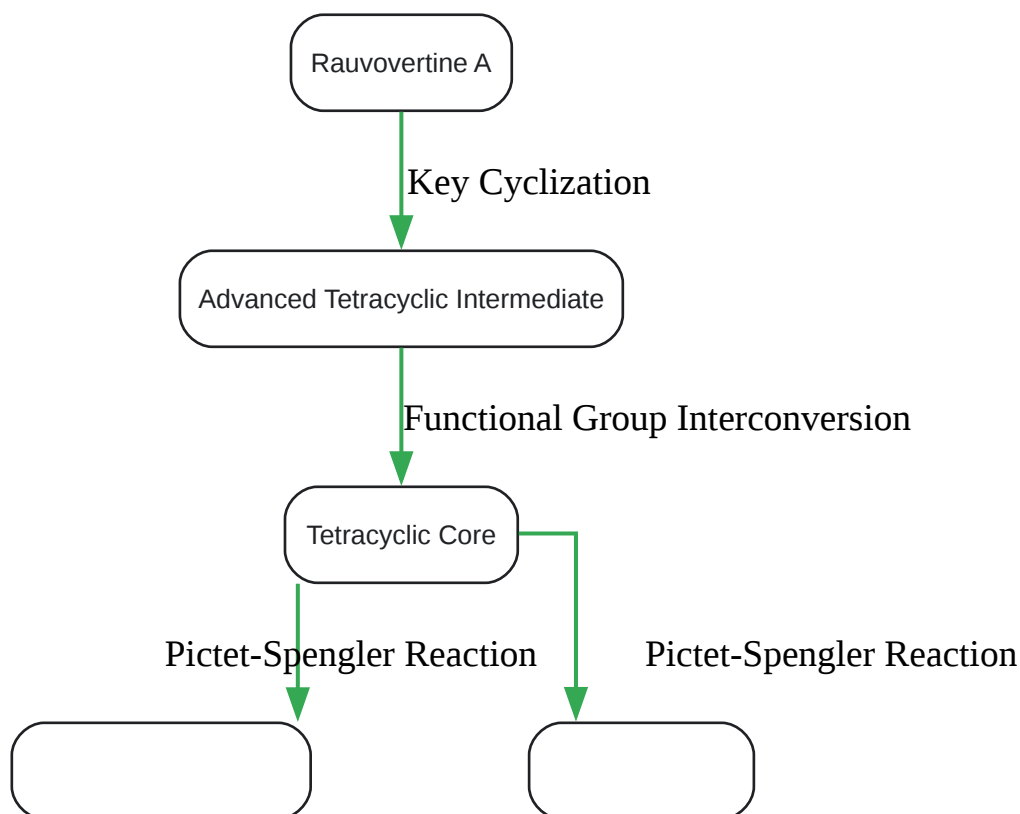 Rauvovertine A
Key Cyclization
Advanced Tetracyclic Intermediate
Functional Group Interconversion
Tetracyclic Core
Pictet-Spengler Reaction
Pictet-Spengler Reaction